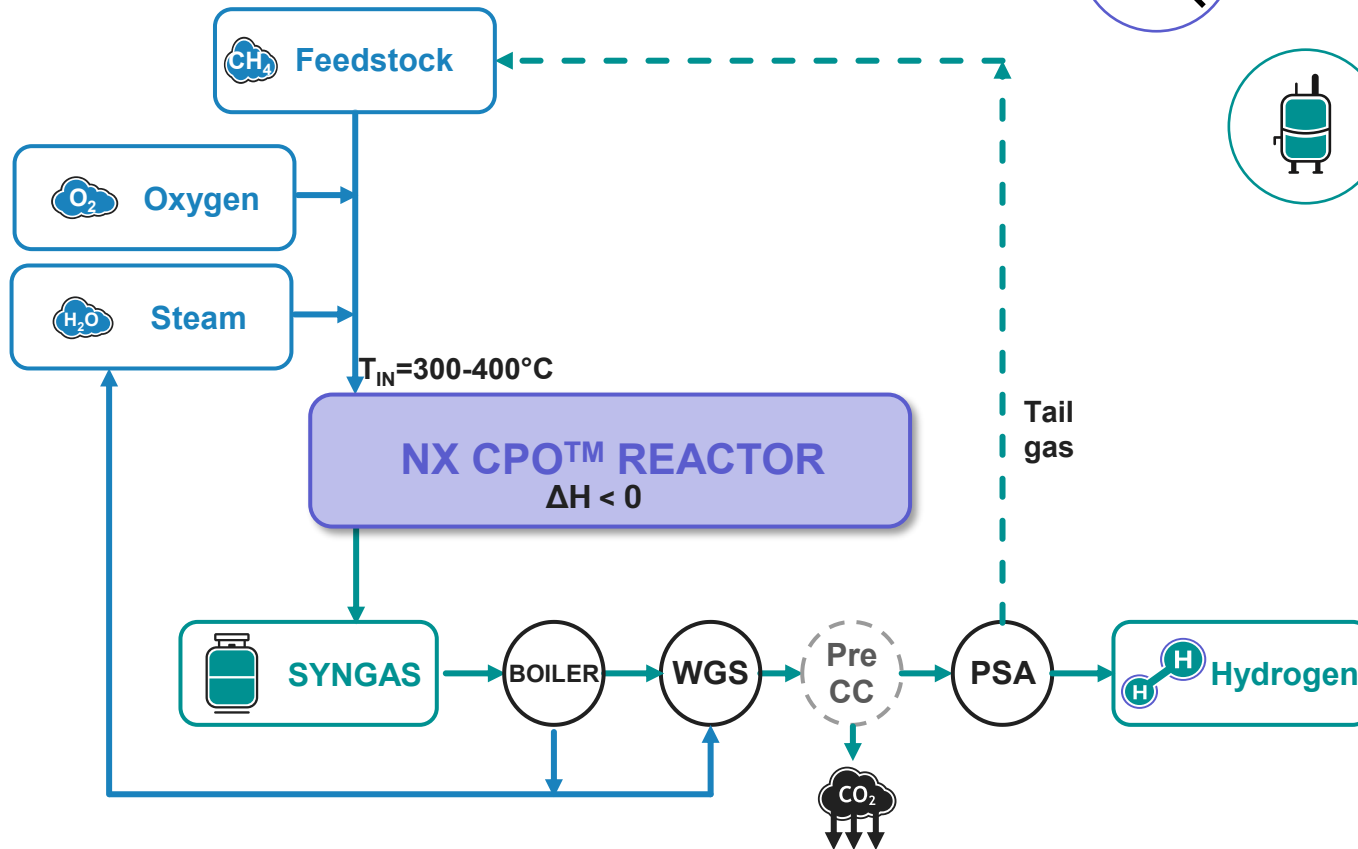 CH₄ Feedstock
O₂ Oxygen
H₂O Steam
T_IN=300-400°C
NX CPO™ REACTOR
ΔH < 0
Tail
gas
SYNGAS
BOILER
WGS
Pre
CC
PSA
H H Hydrogen
CO₂